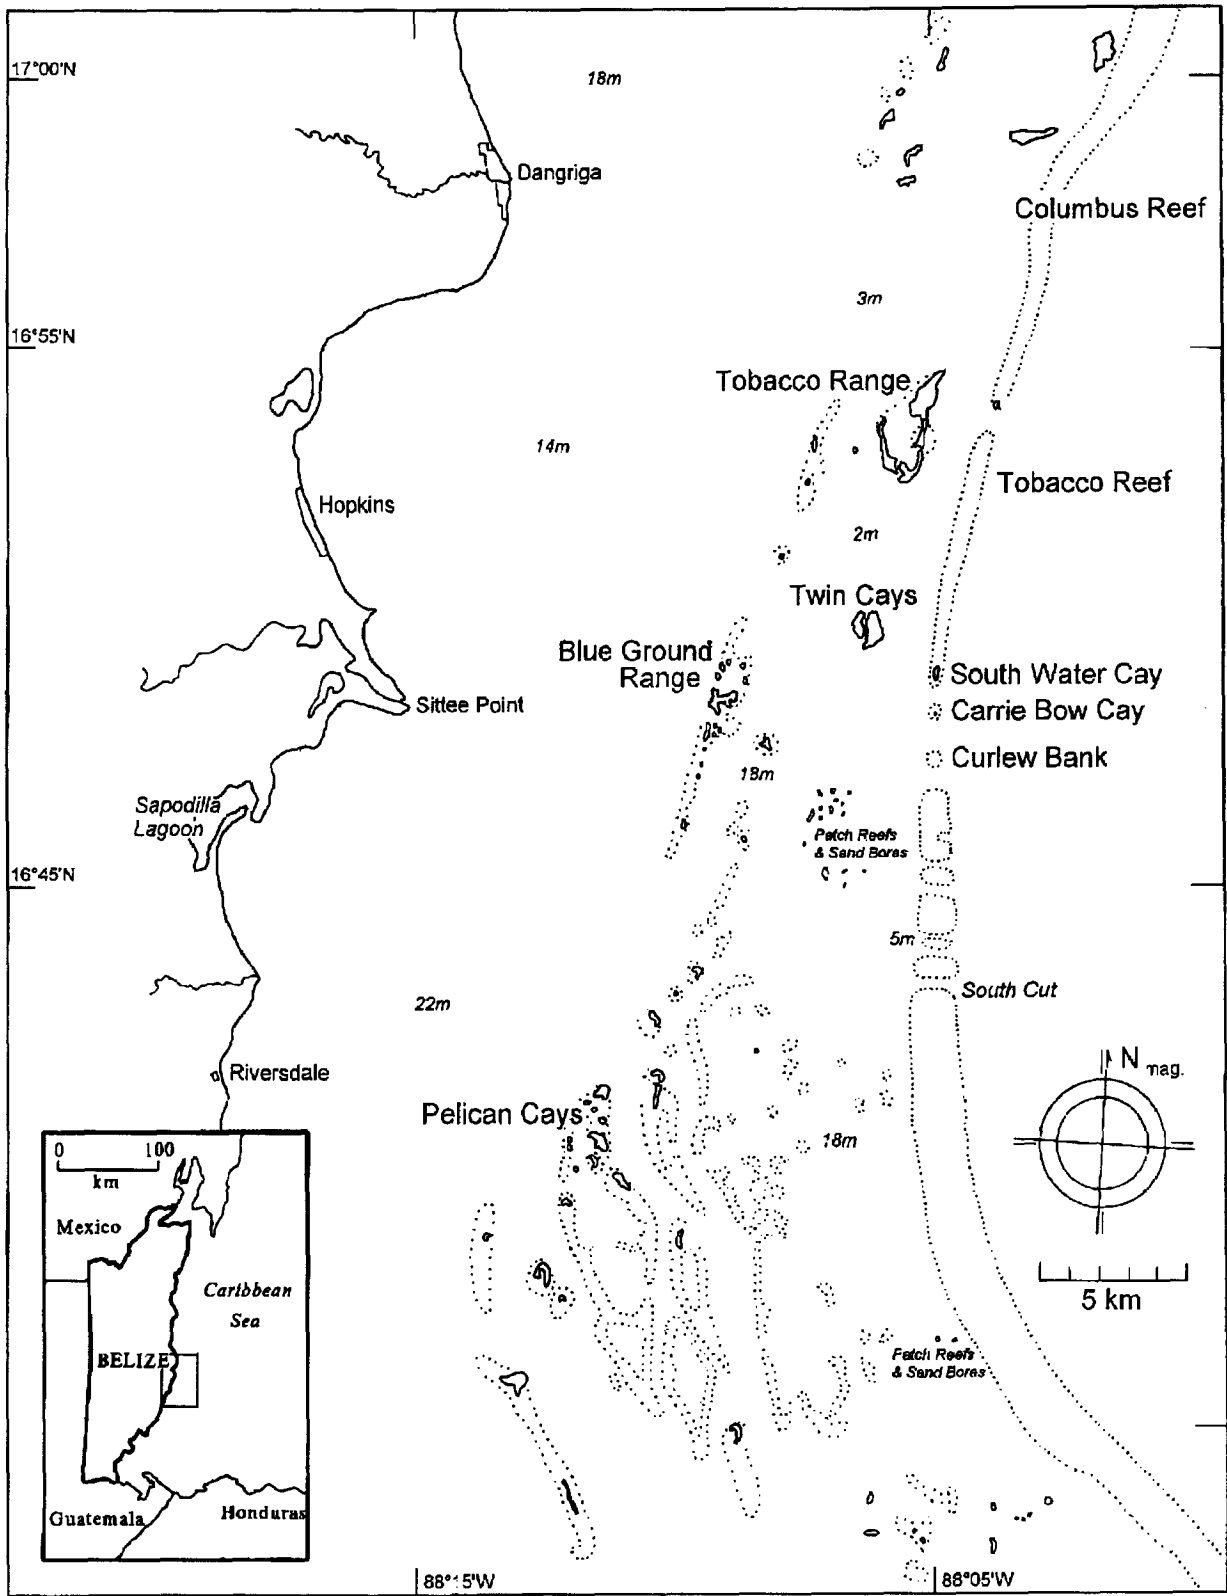 17°00'N
18m
Dangriga
Columbus Reef
3m
16°55'N
Tobacco Range
14m
Tobacco Reef
Hopkins
2m
Twin Cays
Blue Ground
Range
South Water Cay
Carrie Bow Cay
Sittee Point
Curlew Bank
18m
Sapodilla
Lagoon
Patch Reefs
& Sand Bores
16°45'N
5m
South Cut
22m
N mag.
Riversdale
Pelican Cays
18m
0 100
km
Mexico
Caribbean
Sea
5 km
BELIZE
Patch Reefs
& Sand Bores
Guatemala
Honduras
88°15'W
88°05'W